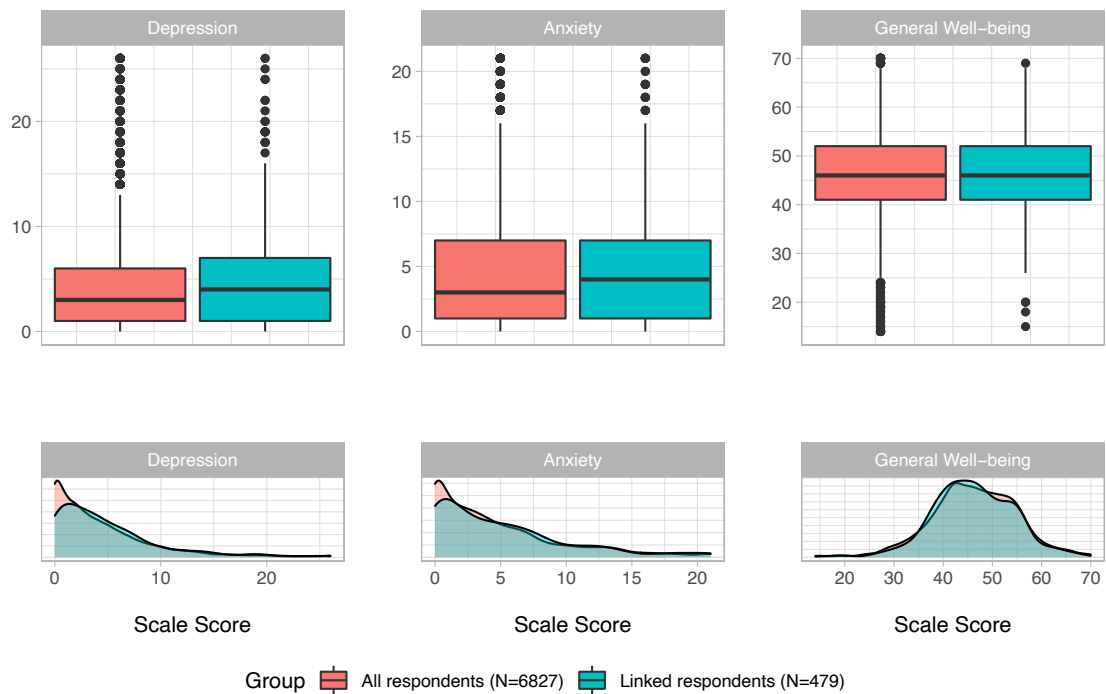 Depression
Anxiety
General Well−being
20
10
0
20
15
10
5
0
70
60
50
40
30
20
Depression
Anxiety
General Well−being
0 10 20
0 5 10 15 20
20 30 40 50 60 70
Scale Score
Scale Score
Scale Score
Group All respondents (N=6827) Linked respondents (N=479)